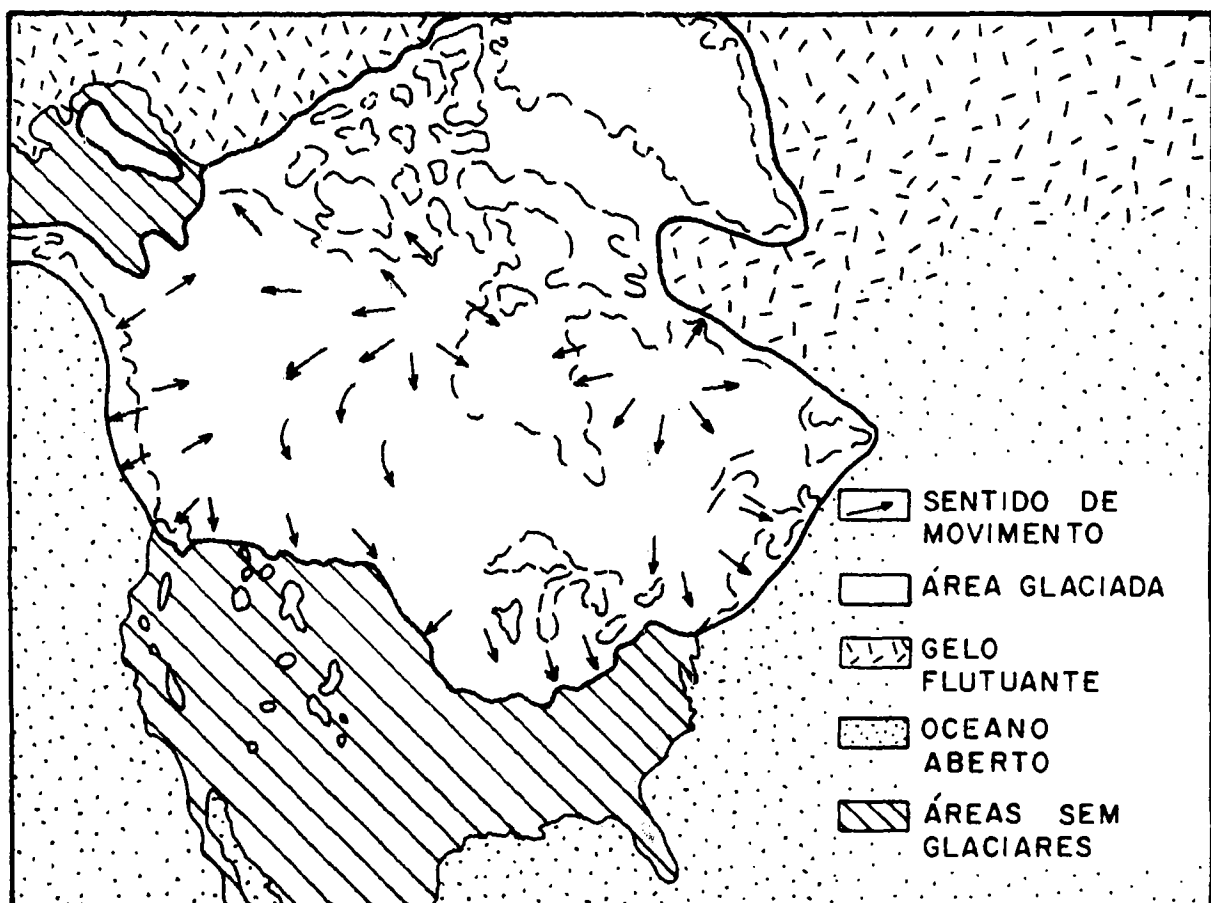 SENTIDO DE
MOVIMENTO
ÁREA GLACIADA
GELO
FLUTUANTE
OCEANO
ABERTO
ÁREAS SEM
GLACIARES